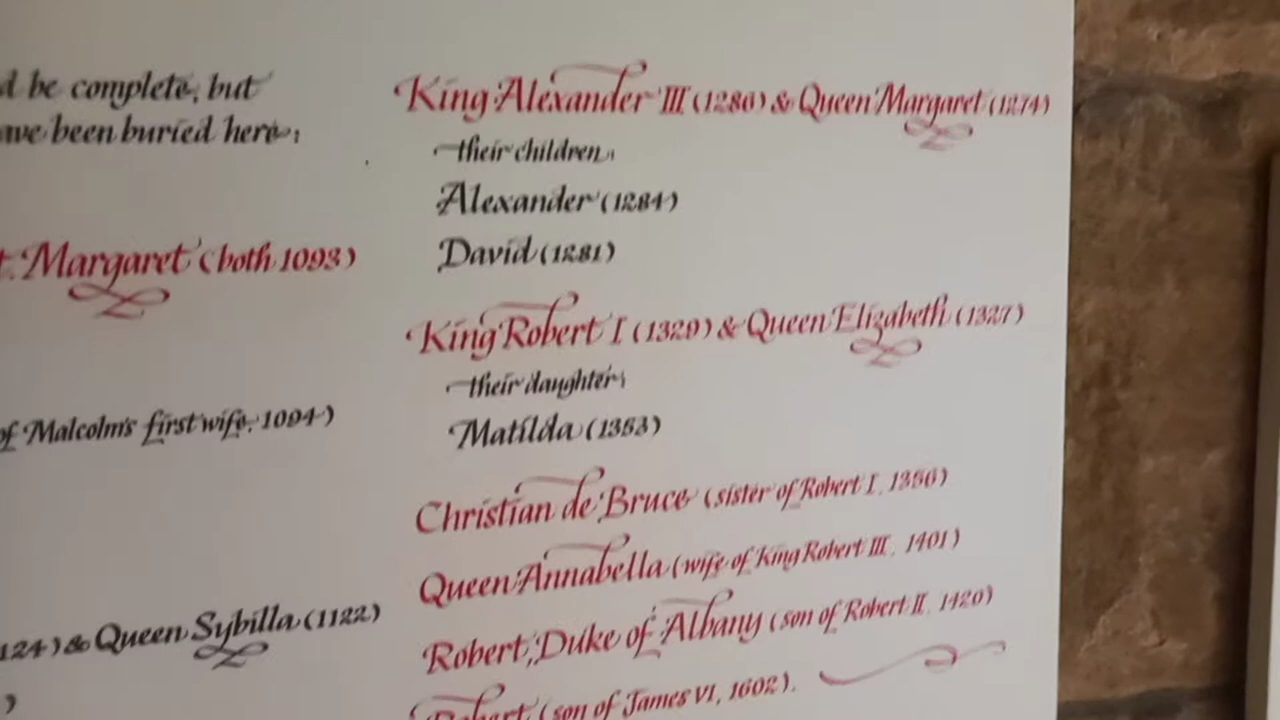 d be complete, but
ave been buried here:
t. Margaret (both 1093)
of Malcolm's first wife, 1094)
124) & Queen Sybilla (1122)
)
King Alexander III (1286) & Queen Margaret (1274)
their children:
Alexander (1284)
David (1281)
King Robert I (1329) & Queen Elizabeth (1327)
their daughter:
Matilda (1353)
Christian de Bruce (sister of Robert I, 1356)
Queen Annabella (wife of King Robert III, 1401)
Robert, Duke of Albany (son of Robert II, 1420)
Robert (son of James VI, 1602).